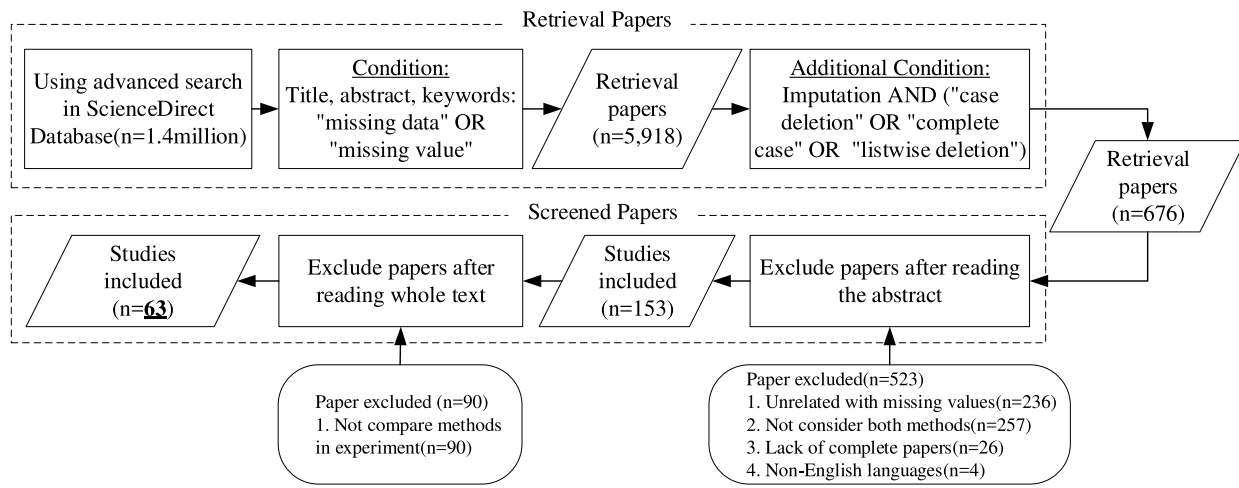 Retrieval Papers
Using advanced search
in ScienceDirect
Database(n=1.4million)
Condition:
Title, abstract, keywords:
"missing data" OR
"missing value"
Retrieval
papers
(n=5,918)
Additional Condition:
Imputation AND ("case
deletion" OR "complete
case" OR  "listwise deletion")
Retrieval
papers
(n=676)
Screened Papers
Studies
included
(n=63)
Exclude papers after
reading whole text
Studies
included
(n=153)
Exclude papers after reading
the abstract
Paper excluded (n=90)
1. Not compare methods
in experiment(n=90)
Paper excluded(n=523)
1. Unrelated with missing values(n=236)
2. Not consider both methods(n=257)
3. Lack of complete papers(n=26)
4. Non-English languages(n=4)